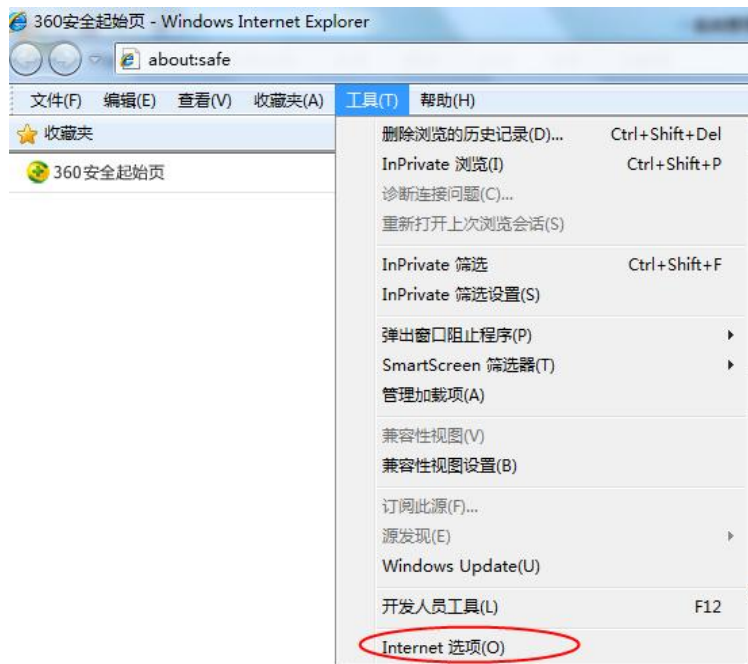 360安全起始页 - Windows Internet Explorer
about:safe
文件(F) 编辑(E) 查看(V) 收藏夹(A) 工具(T) 帮助(H)
收藏夹
360安全起始页
删除浏览的历史记录(D)... Ctrl+Shift+Del
InPrivate 浏览(I) Ctrl+Shift+P
诊断连接问题(C)...
重新打开上次浏览会话(S)
InPrivate 筛选 Ctrl+Shift+F
InPrivate 筛选设置(S)
弹出窗口阻止程序(P)
SmartScreen 筛选器(T)
管理加载项(A)
兼容性视图(V)
兼容性视图设置(B)
订阅此源(F)...
源发现(E)
Windows Update(U)
开发人员工具(L) F12
Internet 选项(O)